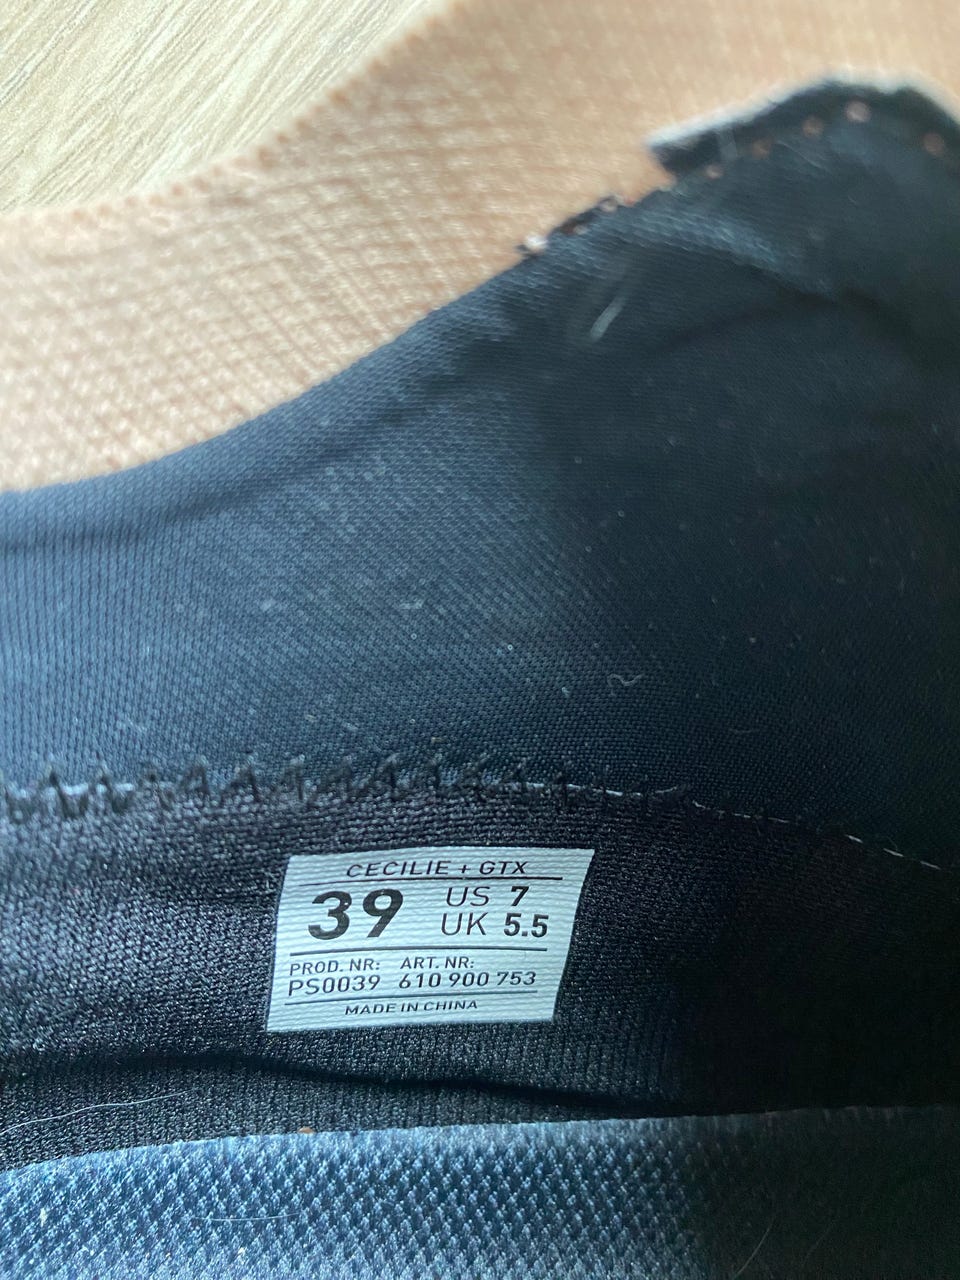 CECILIE + GTX
39 US 7
UK 5.5
PROD. NR: ART. NR:
PS0039 610 900 753
MADE IN CHINA